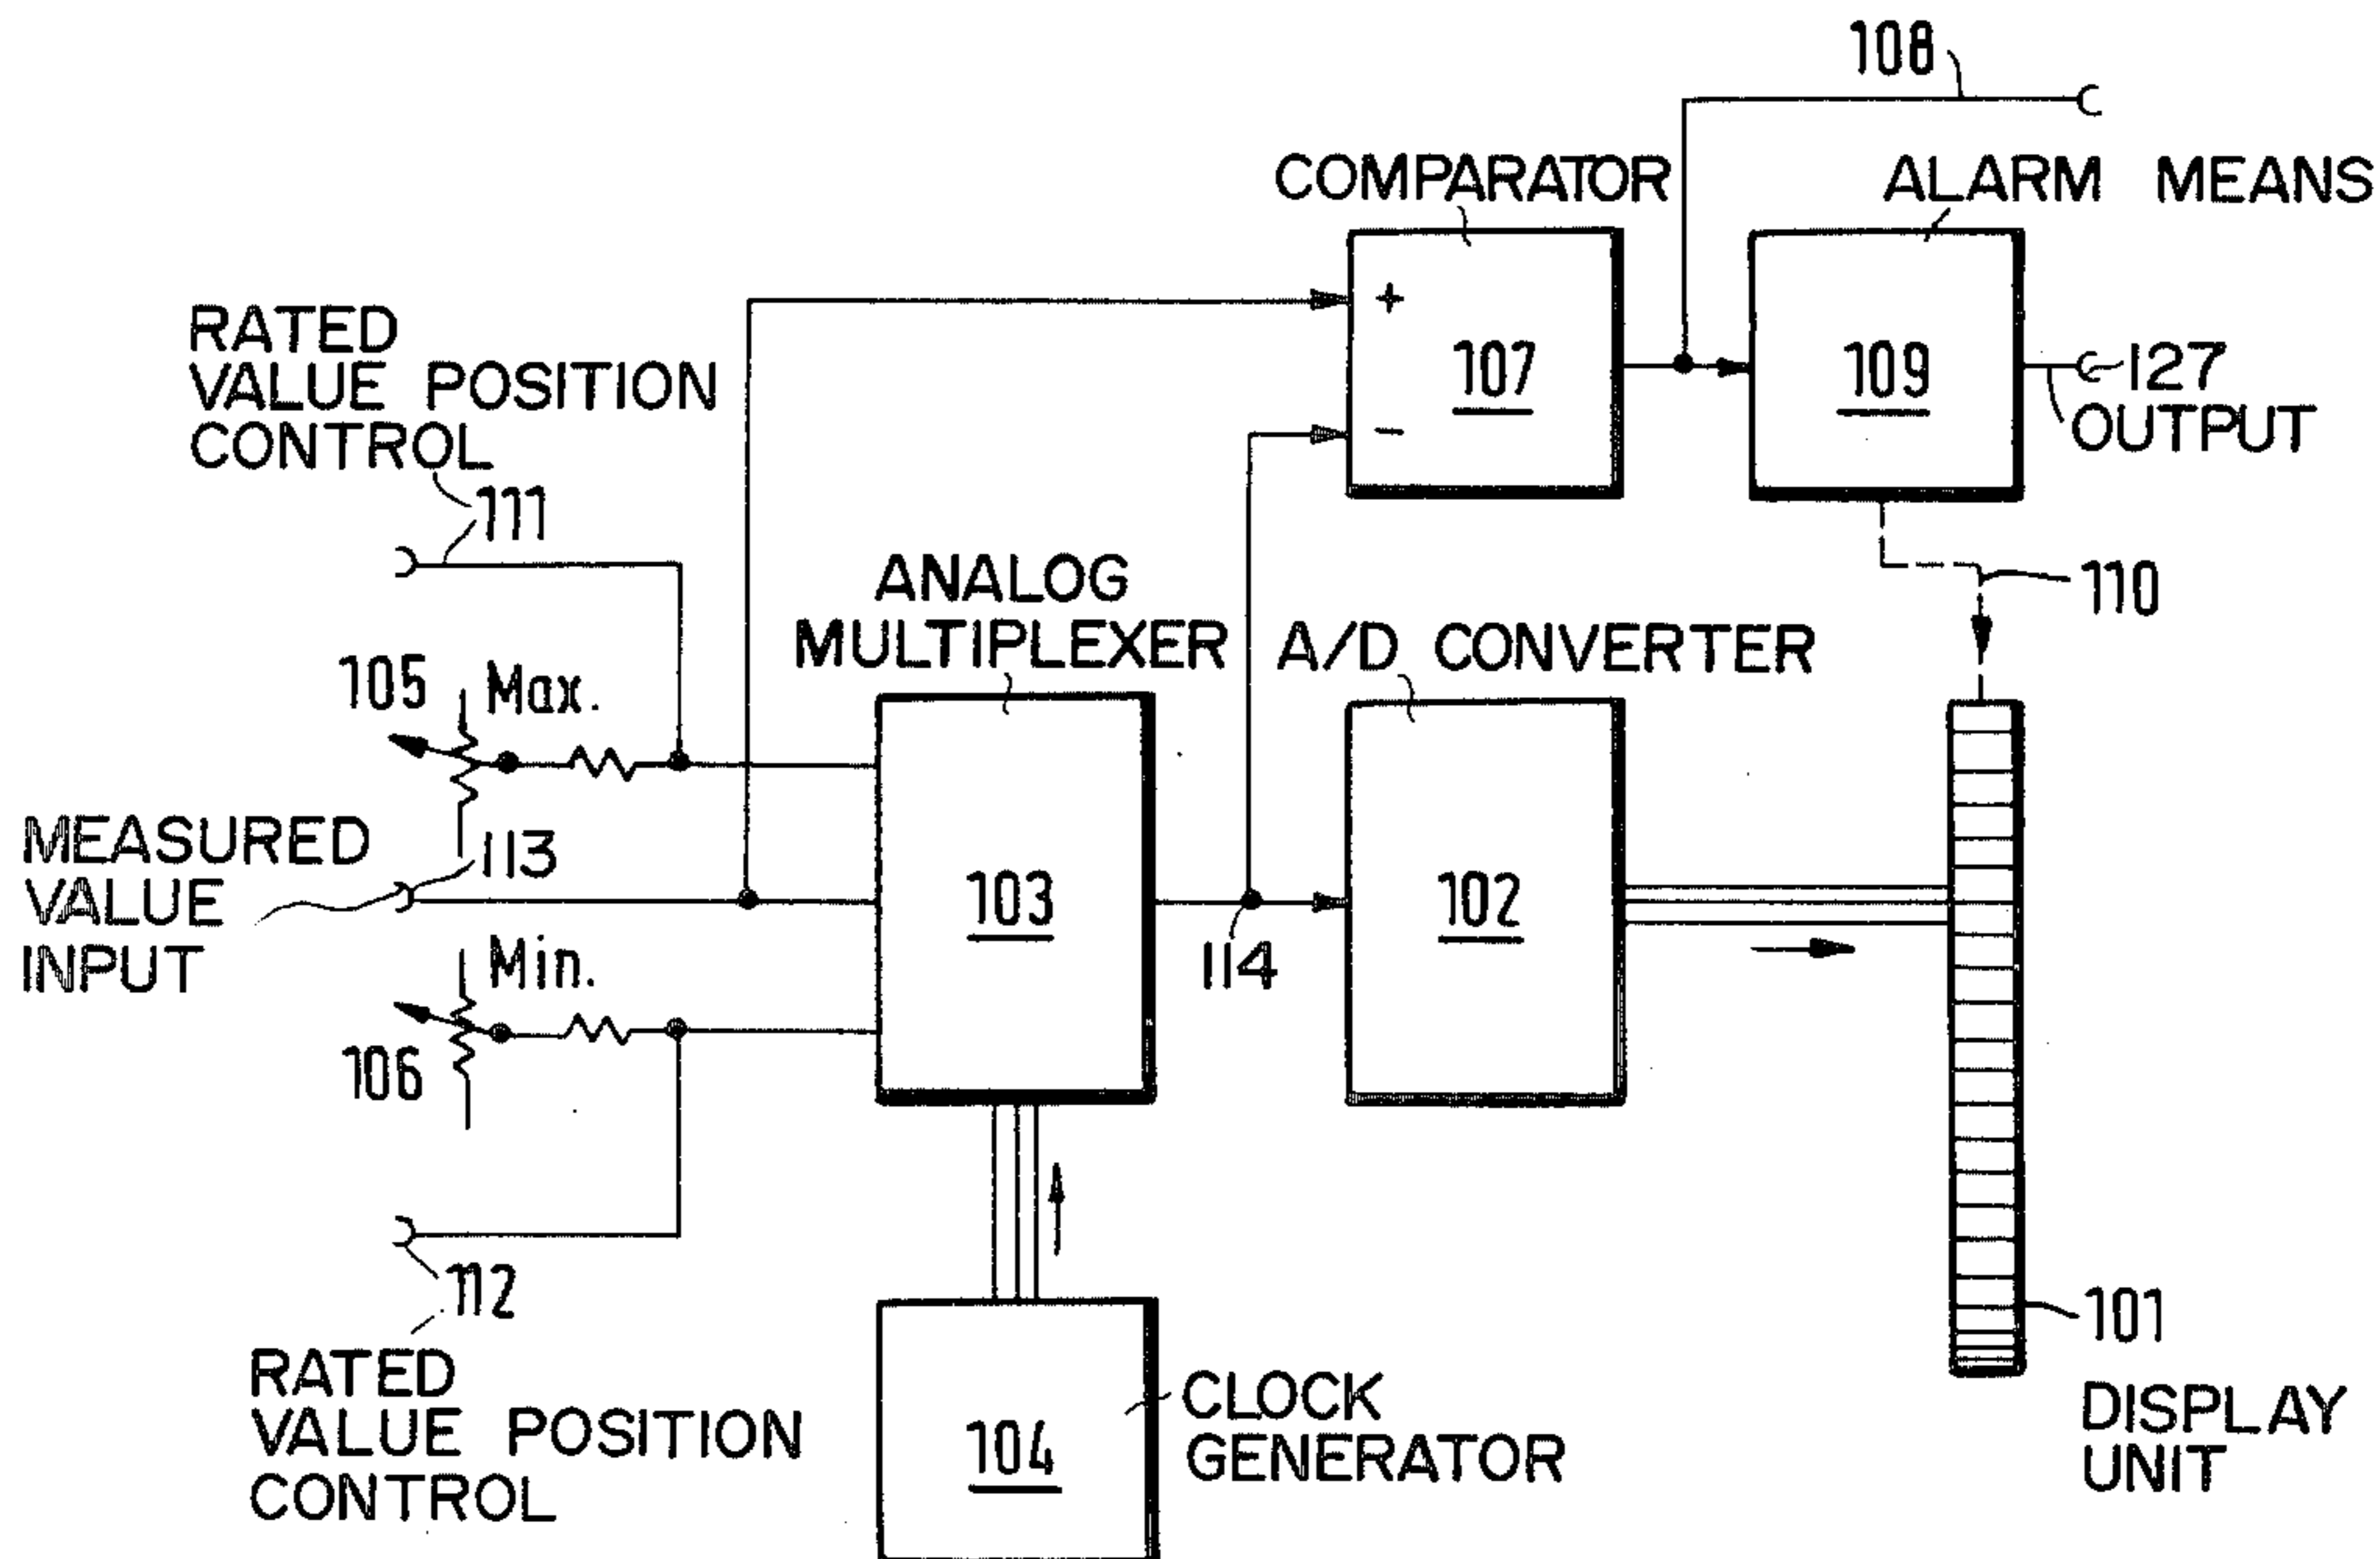 108
COMPARATOR
ALARM MEANS
+
107
109
127
OUTPUT
-
RATED
VALUE POSITION
CONTROL
111
110
ANALOG
MULTIPLEXER
A/D CONVERTER
105
Max.
MEASURED
VALUE
INPUT
113
103
102
114
Min.
106
112
RATED
VALUE POSITION
CONTROL
104
CLOCK
GENERATOR
101
DISPLAY
UNIT